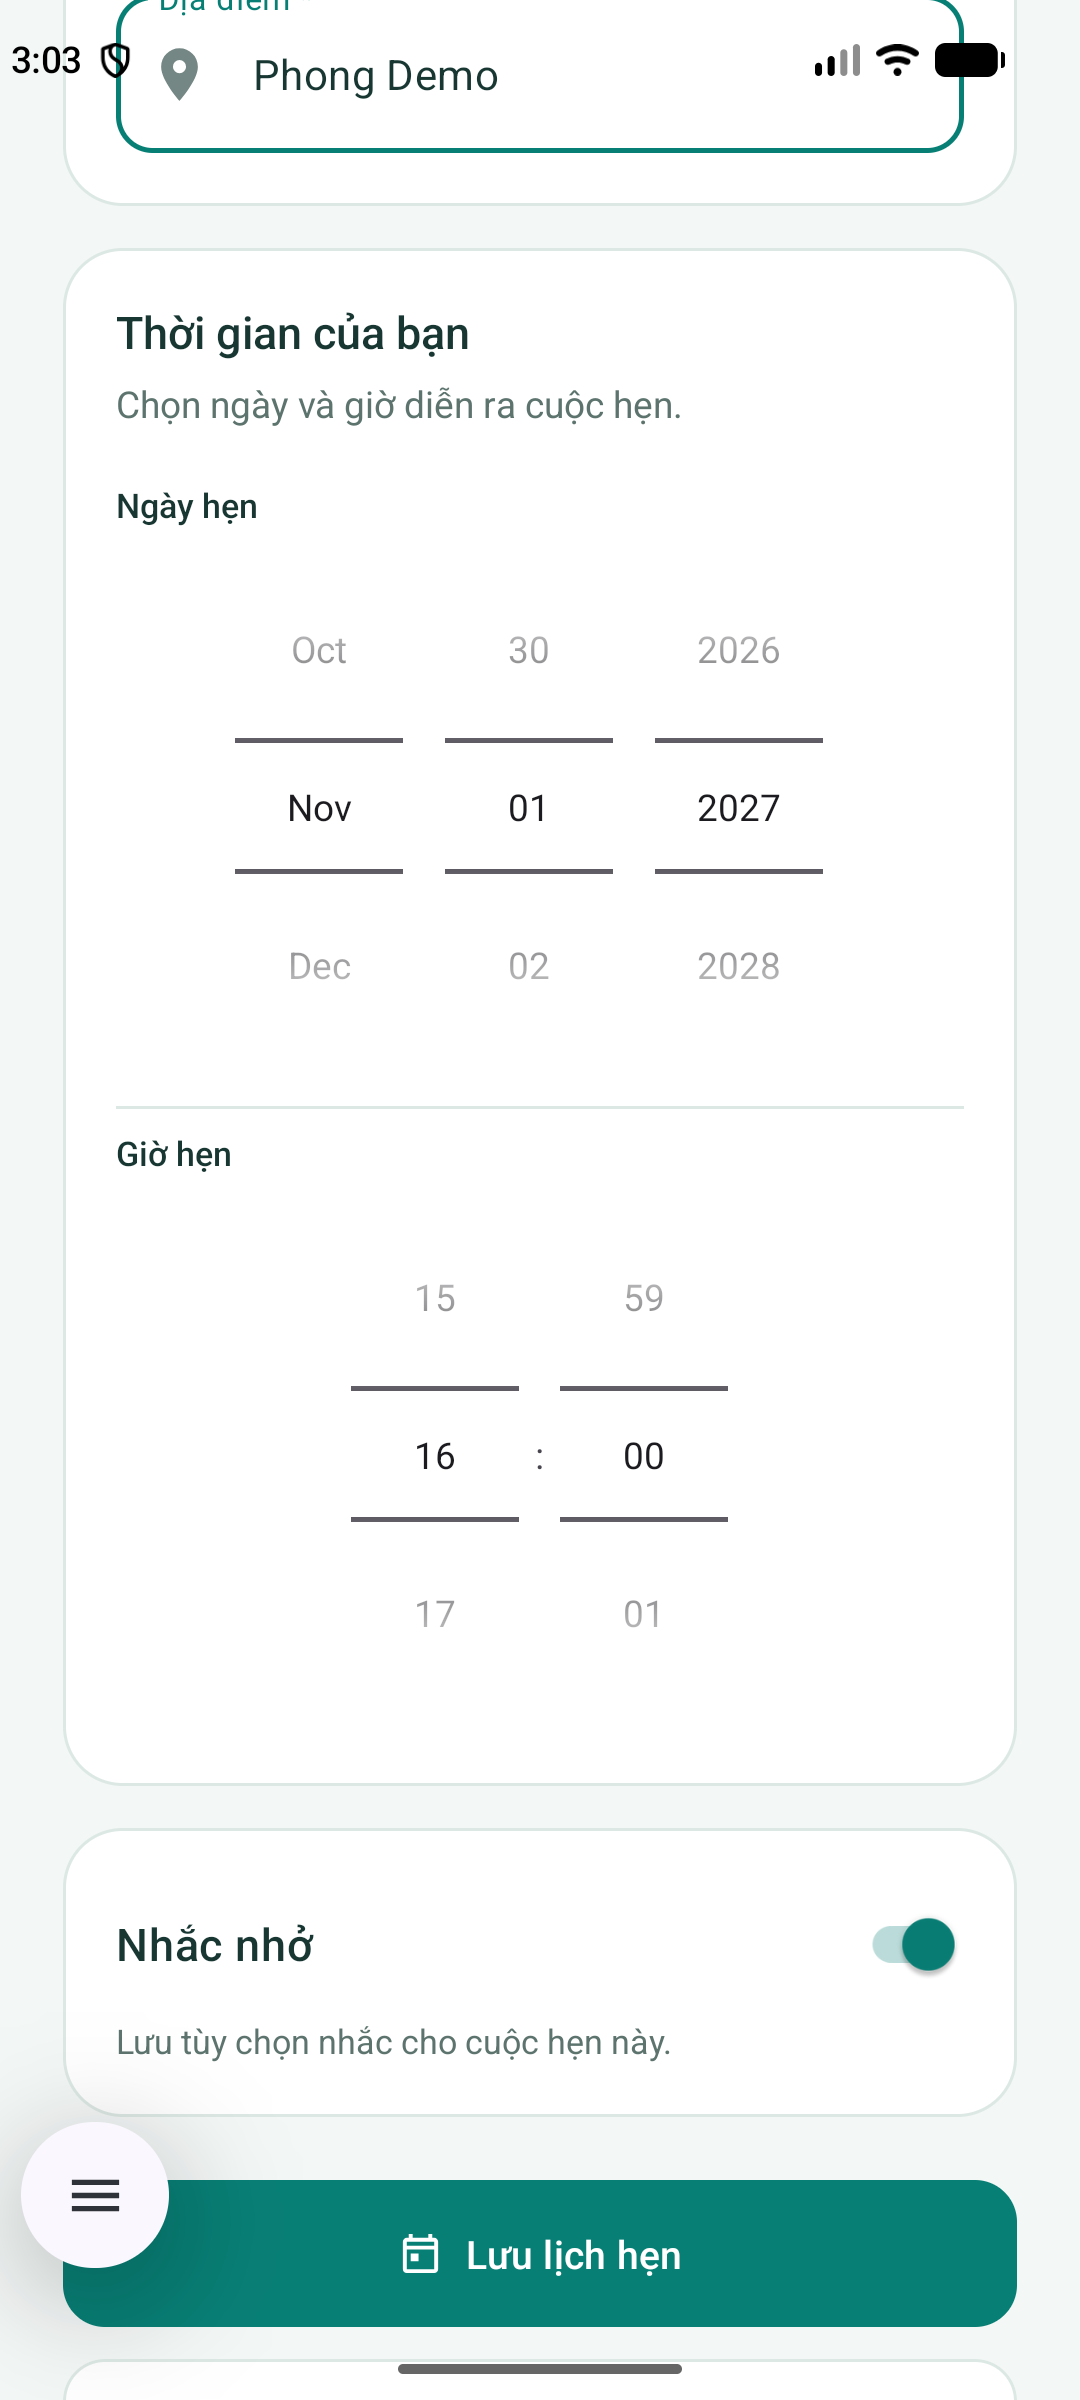 Địa điểm *
3:03
Phong Demo
Thời gian của bạn
Chọn ngày và giờ diễn ra cuộc hẹn.
Ngày hẹn
Oct 30 2026
Nov 01 2027
Dec 02 2028
Giờ hẹn
15 59
16 : 00
17 01
Nhắc nhở
Lưu tùy chọn nhắc cho cuộc hẹn này.
Lưu lịch hẹn